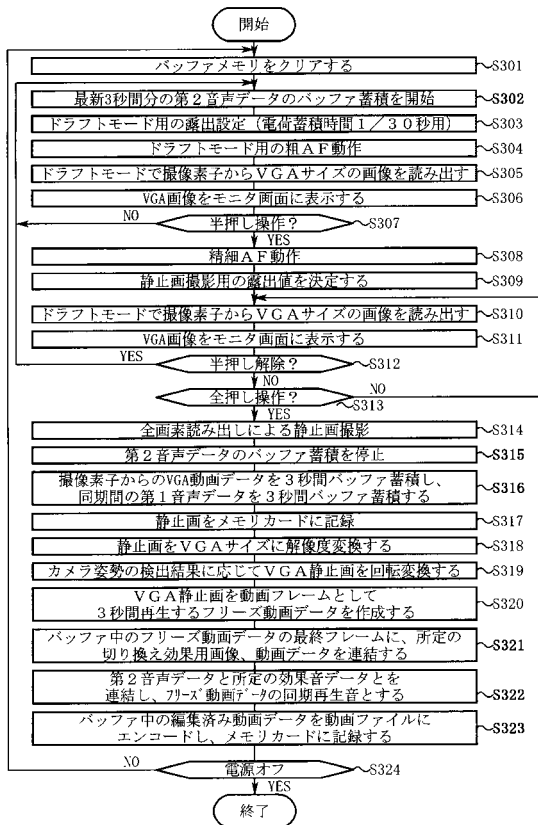 開始
バッファメモリをクリアする
S301
最新3秒間分の第2音声データのバッファ蓄積を開始
S302
ドラフトモード用の露出設定(電荷蓄積時間1/30秒用)
S303
ドラフトモード用の粗AF動作
S304
ドラフトモードで撮像素子からVGAサイズの画像を読み出す
S305
VGA画像をモニタ画面に表示する
S306
NO
半押し操作?
S307
YES
精細AF動作
S308
静止画撮影用の露出値を決定する
S309
ドラフトモードで撮像素子からVGAサイズの画像を読み出す
S310
VGA画像をモニタ画面に表示する
S311
YES
半押し解除?
S312
NO
全押し操作?
NO
S313
YES
全画素読み出しによる静止画撮影
S314
第2音声データのバッファ蓄積を停止
S315
撮像素子からのVGA動画データを3秒間バッファ蓄積し、
同期間の第1音声データを3秒間バッファ蓄積する
S316
静止画をメモリカードに記録
S317
静止画をVGAサイズに解像度変換する
S318
カメラ姿勢の検出結果に応じてVGA静止画を回転変換する
S319
VGA静止画を動画フレームとして
3秒間再生するフリーズ動画データを作成する
S320
バッファ中のフリーズ動画データの最終フレームに、所定の
切り換え効果用画像、動画データを連結する
S321
第2音声データと所定の効果音データとを
連結し、フリーズ動画データの同期再生音とする
S322
バッファ中の編集済み動画データを動画ファイルに
エンコードし、メモリカードに記録する
S323
NO
電源オフ
S324
YES
終了